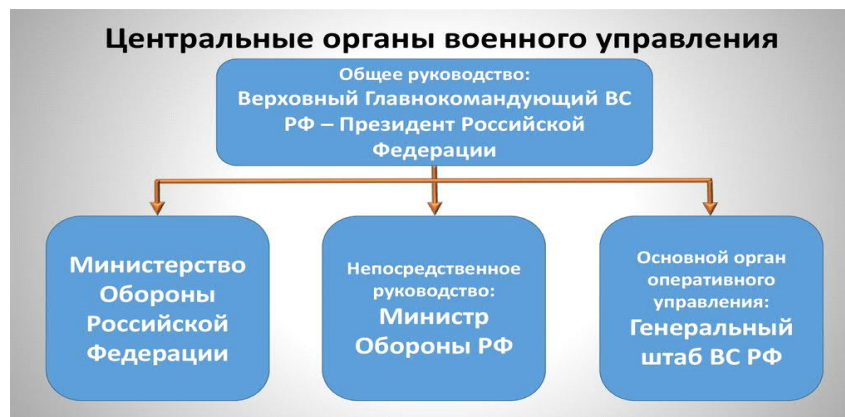 Центральные органы военного управления
Общее руководство:
Верховный Главнокомандующий ВС
РФ – Президент Российской
Федерации
Министерство
Обороны
Российской
Федерации
Непосредственное
руководство:
Министр
Обороны РФ
Основной орган
оперативного
управления:
Генеральный
штаб ВС РФ